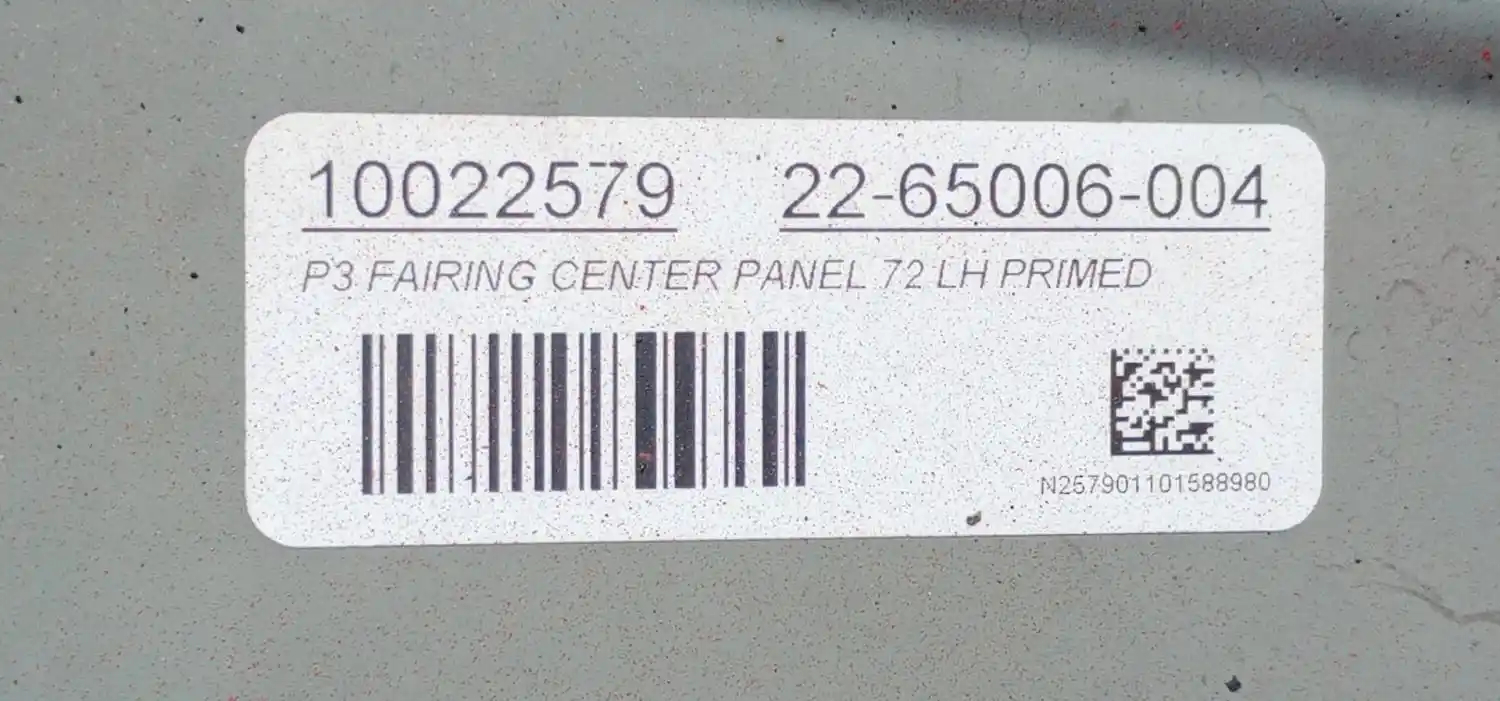 10022579 22-65006-004
P3 FAIRING CENTER PANEL 72 LH PRIMED
N257901101588980